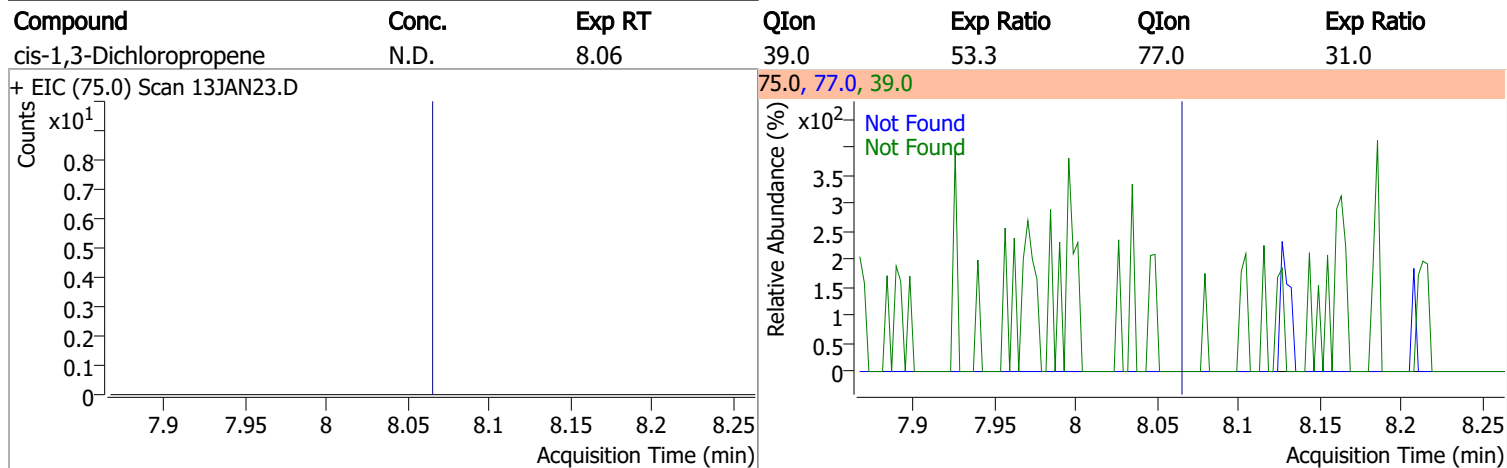 Compound Conc. Exp RT QIon Exp Ratio QIon Exp Ratio
cis-1,3-Dichloropropene N.D. 8.06 39.0 53.3 77.0 31.0
+ EIC (75.0) Scan 13JAN23.D
Counts
x10¹
0.8
0.7
0.6
0.5
0.4
0.3
0.2
0.1
0
7.9 7.95 8 8.05 8.1 8.15 8.2 8.25
Acquisition Time (min)
75.0, 77.0, 39.0
Relative Abundance (%)
x10²
Not Found
Not Found
3.5
3
2.5
2
1.5
1
0.5
0
7.9 7.95 8 8.05 8.1 8.15 8.2 8.25
Acquisition Time (min)